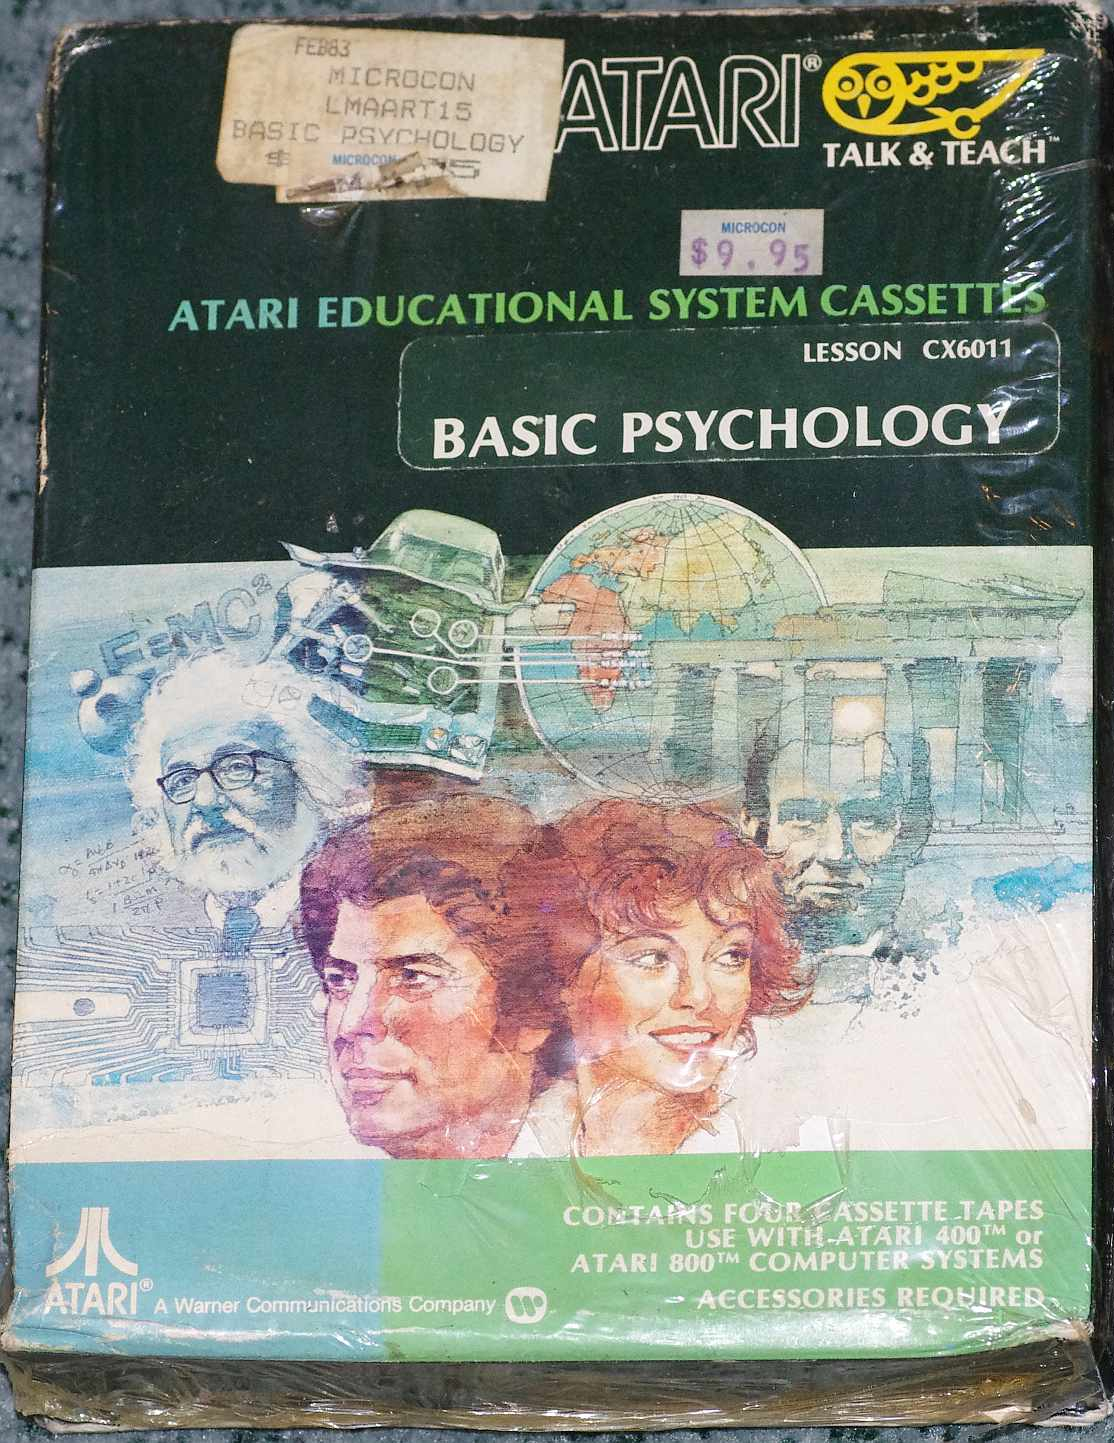 FEB83
MICROCON
LMAART15
BASIC PSYCHOLOGY
$
MICROCON
ATARI®
TALK & TEACH™
MICROCON
$9.95
ATARI EDUCATIONAL SYSTEM CASSETTES
LESSON CX6011
BASIC PSYCHOLOGY
E=MC²
CONTAINS FOUR CASSETTE TAPES
USE WITH ATARI 400™ or
ATARI 800™ COMPUTER SYSTEMS
ACCESSORIES REQUIRED
ATARI® A Warner Communications Company